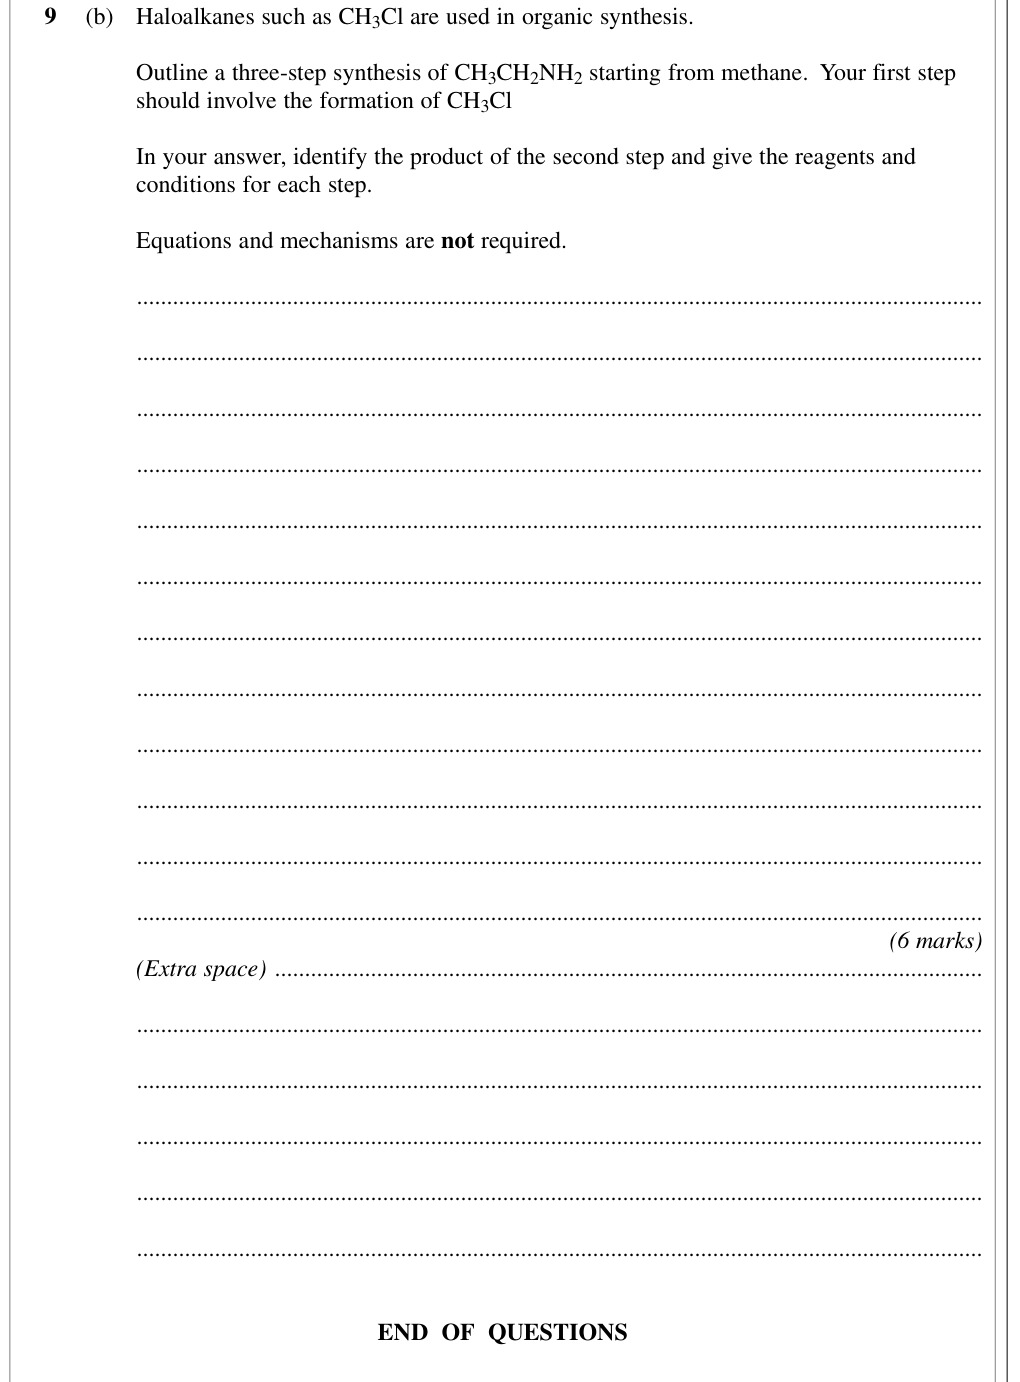 9 (b) Haloalkanes such as CH₃Cl are used in organic synthesis.
Outline a three-step synthesis of CH₃CH₂NH₂ starting from methane. Your first step
should involve the formation of CH₃Cl
In your answer, identify the product of the second step and give the reagents and
conditions for each step.
Equations and mechanisms are not required.
(6 marks)
(Extra space)
END OF QUESTIONS